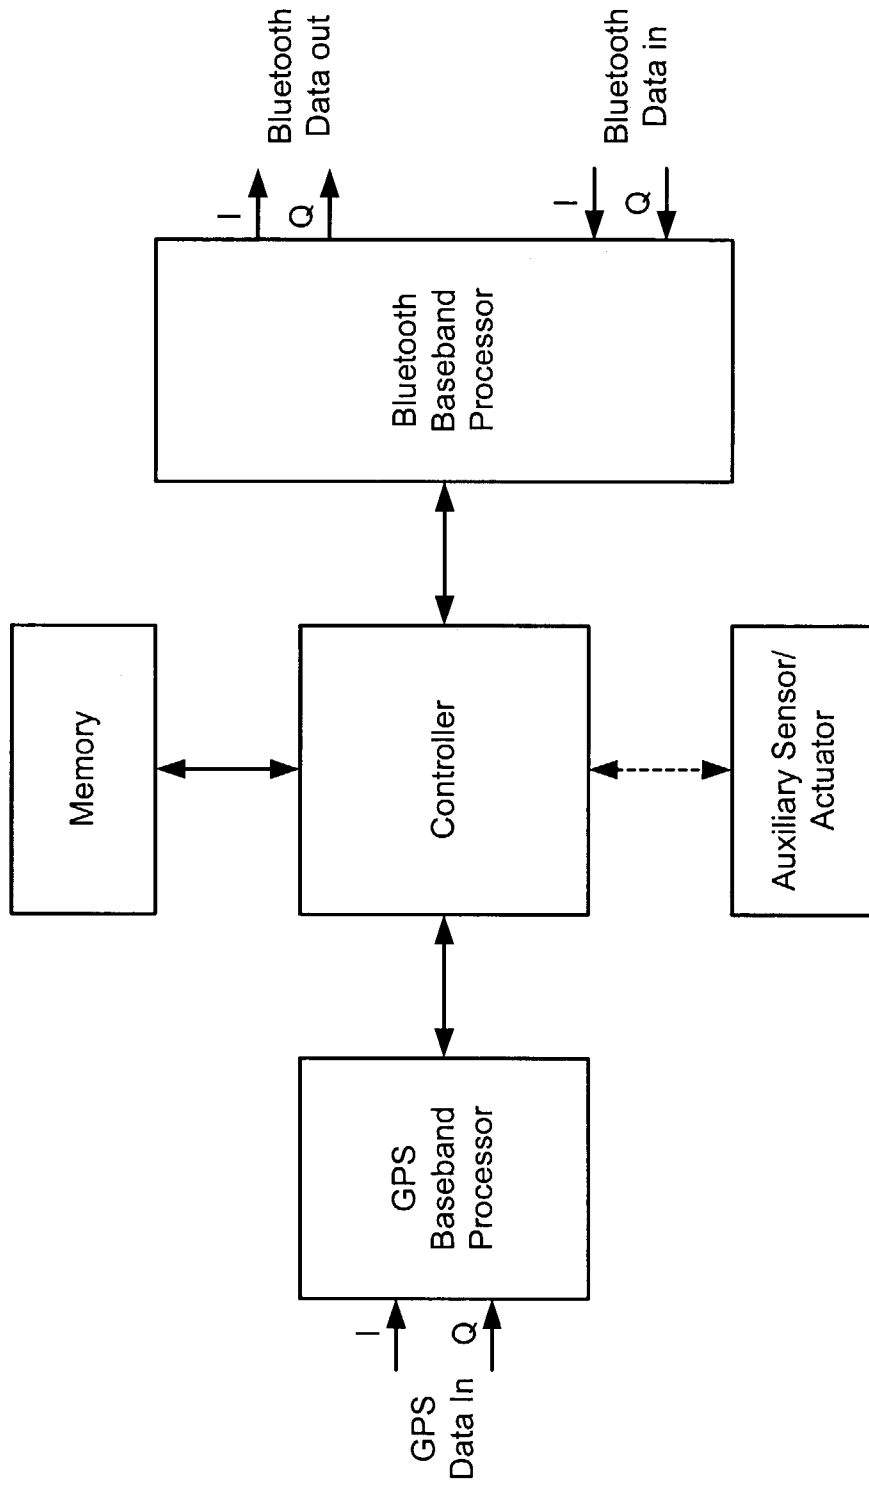 GPS
Data In
I
Q
GPS
Baseband
Processor
Memory
Controller
Auxiliary Sensor/
Actuator
Bluetooth
Baseband
Processor
I
Q
Bluetooth
Data out
I
Q
Bluetooth
Data in